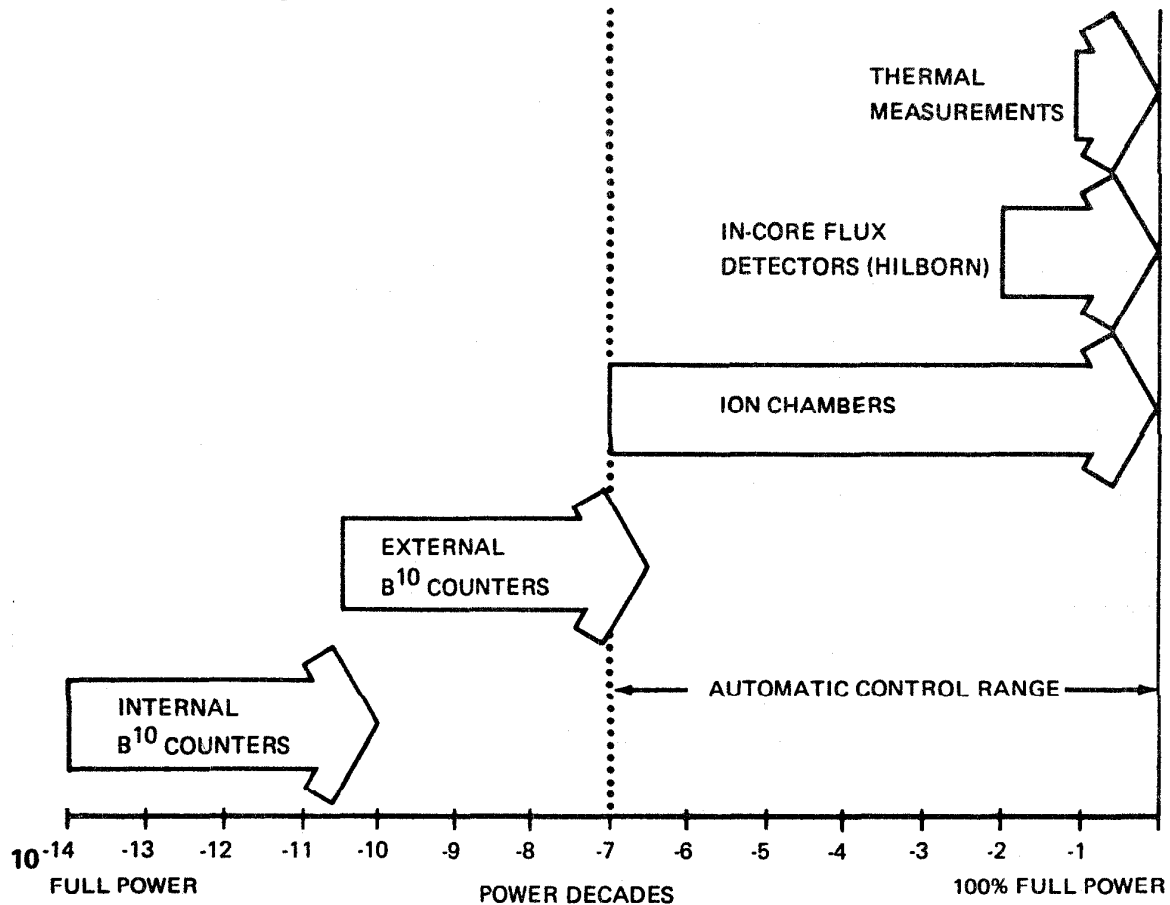 THERMAL
MEASUREMENTS
IN-CORE FLUX
DETECTORS (HILBORN)
ION CHAMBERS
EXTERNAL
B10 COUNTERS
AUTOMATIC CONTROL RANGE
INTERNAL
B10 COUNTERS
10-14 -13 -12 -11 -10 -9 -8 -7 -6 -5 -4 -3 -2 -1
FULL POWER POWER DECADES 100% FULL POWER